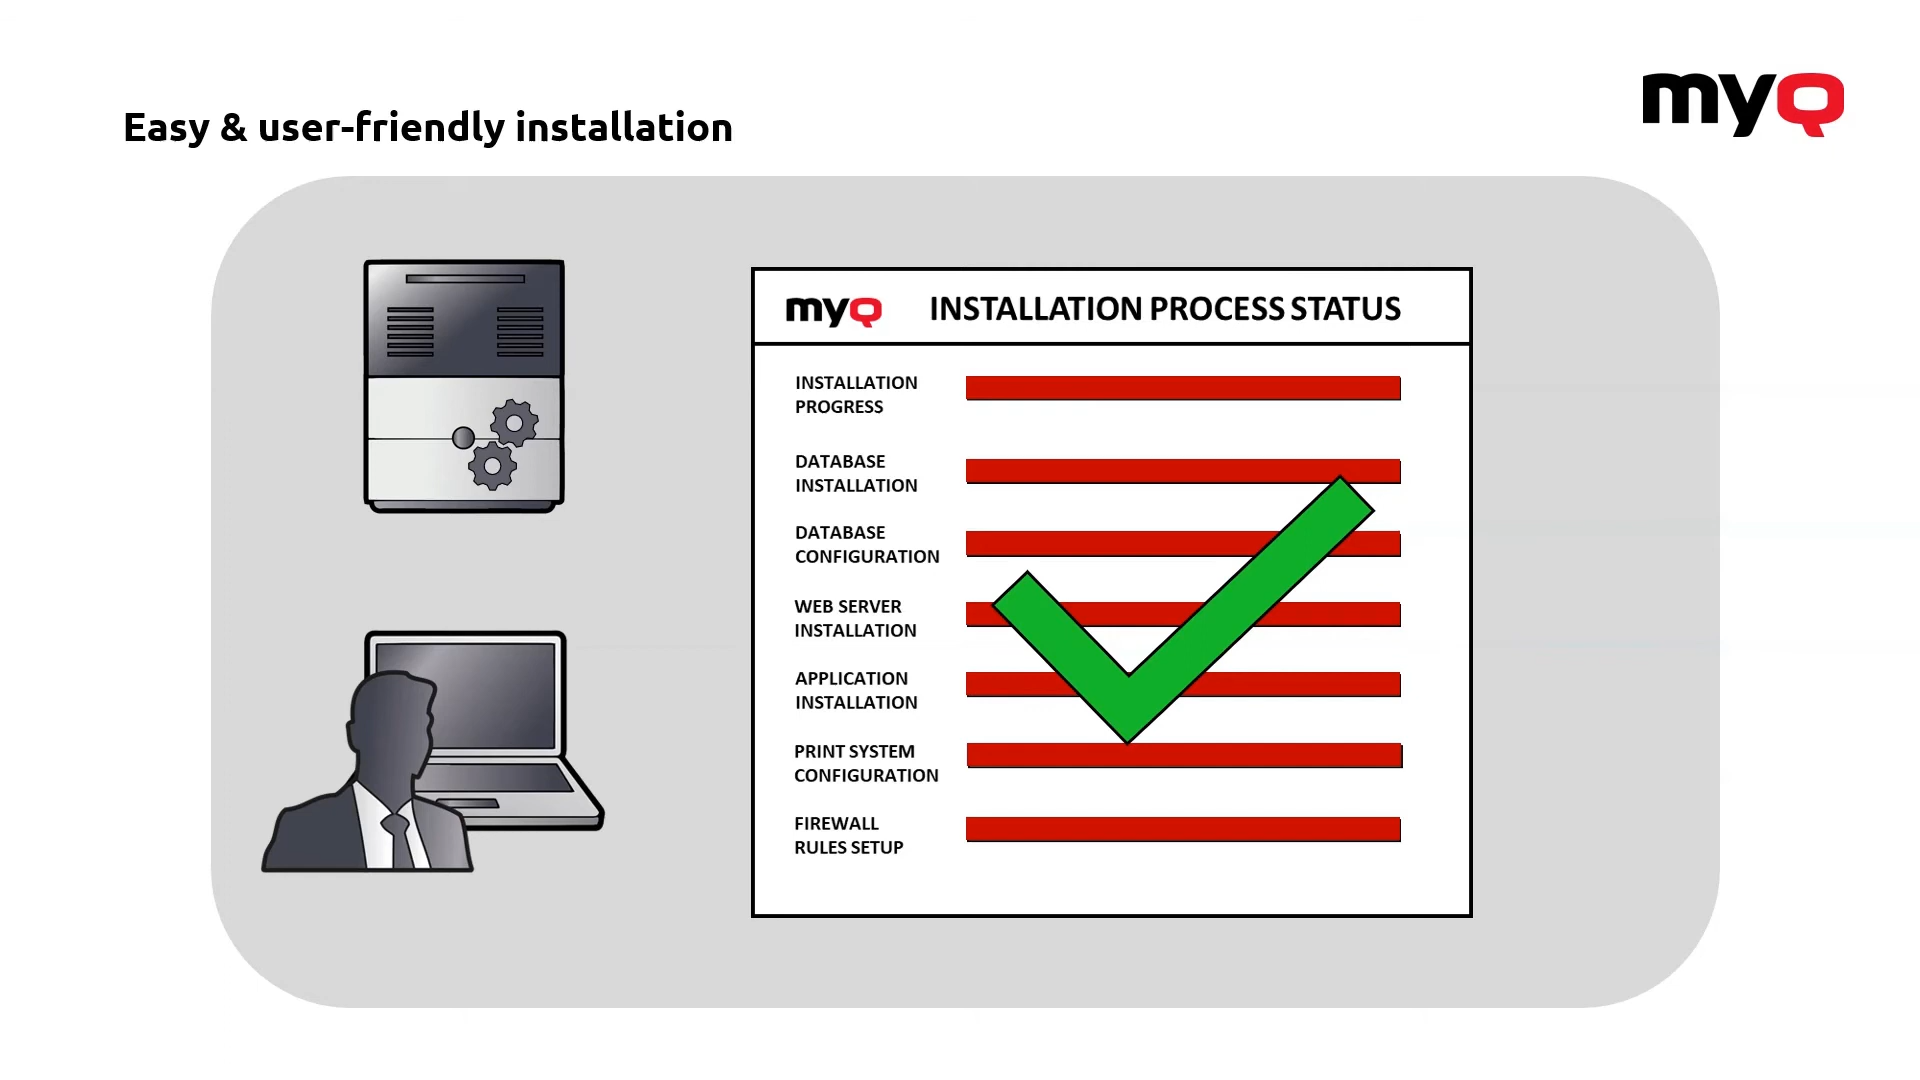 Easy & user-friendly installation
myQ
myQ INSTALLATION PROCESS STATUS
INSTALLATION
PROGRESS
DATABASE
INSTALLATION
DATABASE
CONFIGURATION
WEB SERVER
INSTALLATION
APPLICATION
INSTALLATION
PRINT SYSTEM
CONFIGURATION
FIREWALL
RULES SETUP